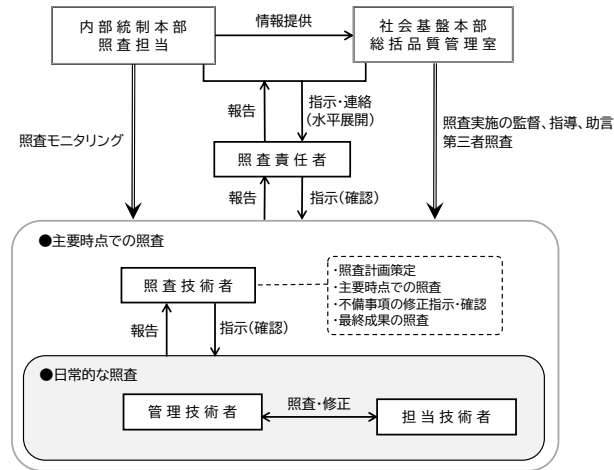 内部統制本部
照査担当
情報提供
社会基盤本部
総括品質管理室
報告
指示・連絡
(水平展開)
照査モニタリング
照査実施の監督、指導、助言
第三者照査
照査責任者
報告
指示(確認)
●主要時点での照査
照査技術者
・照査計画策定
・主要時点での照査
・不備事項の修正指示・確認
・最終成果の照査
報告
指示(確認)
●日常的な照査
管理技術者
照査・修正
担当技術者